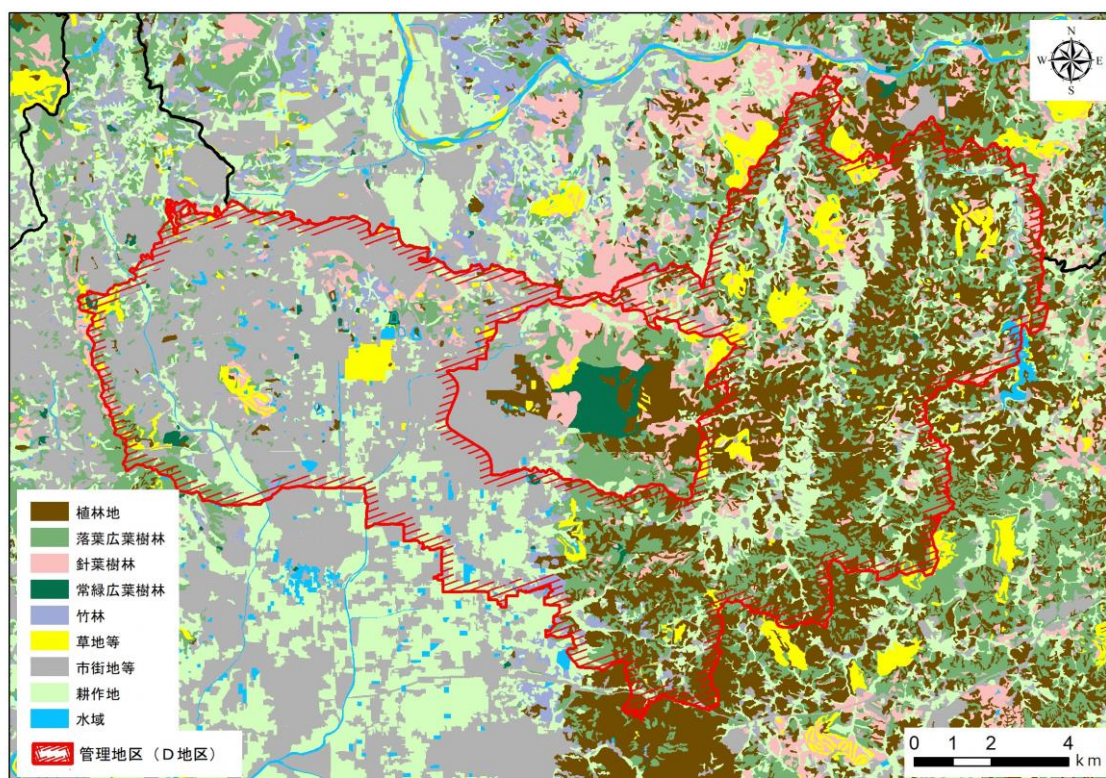 N
W E
S
植林地
落葉広葉樹林
針葉樹林
常緑広葉樹林
竹林
草地等
市街地等
耕作地
水域
管理地区（D地区）
0 1 2 4
km